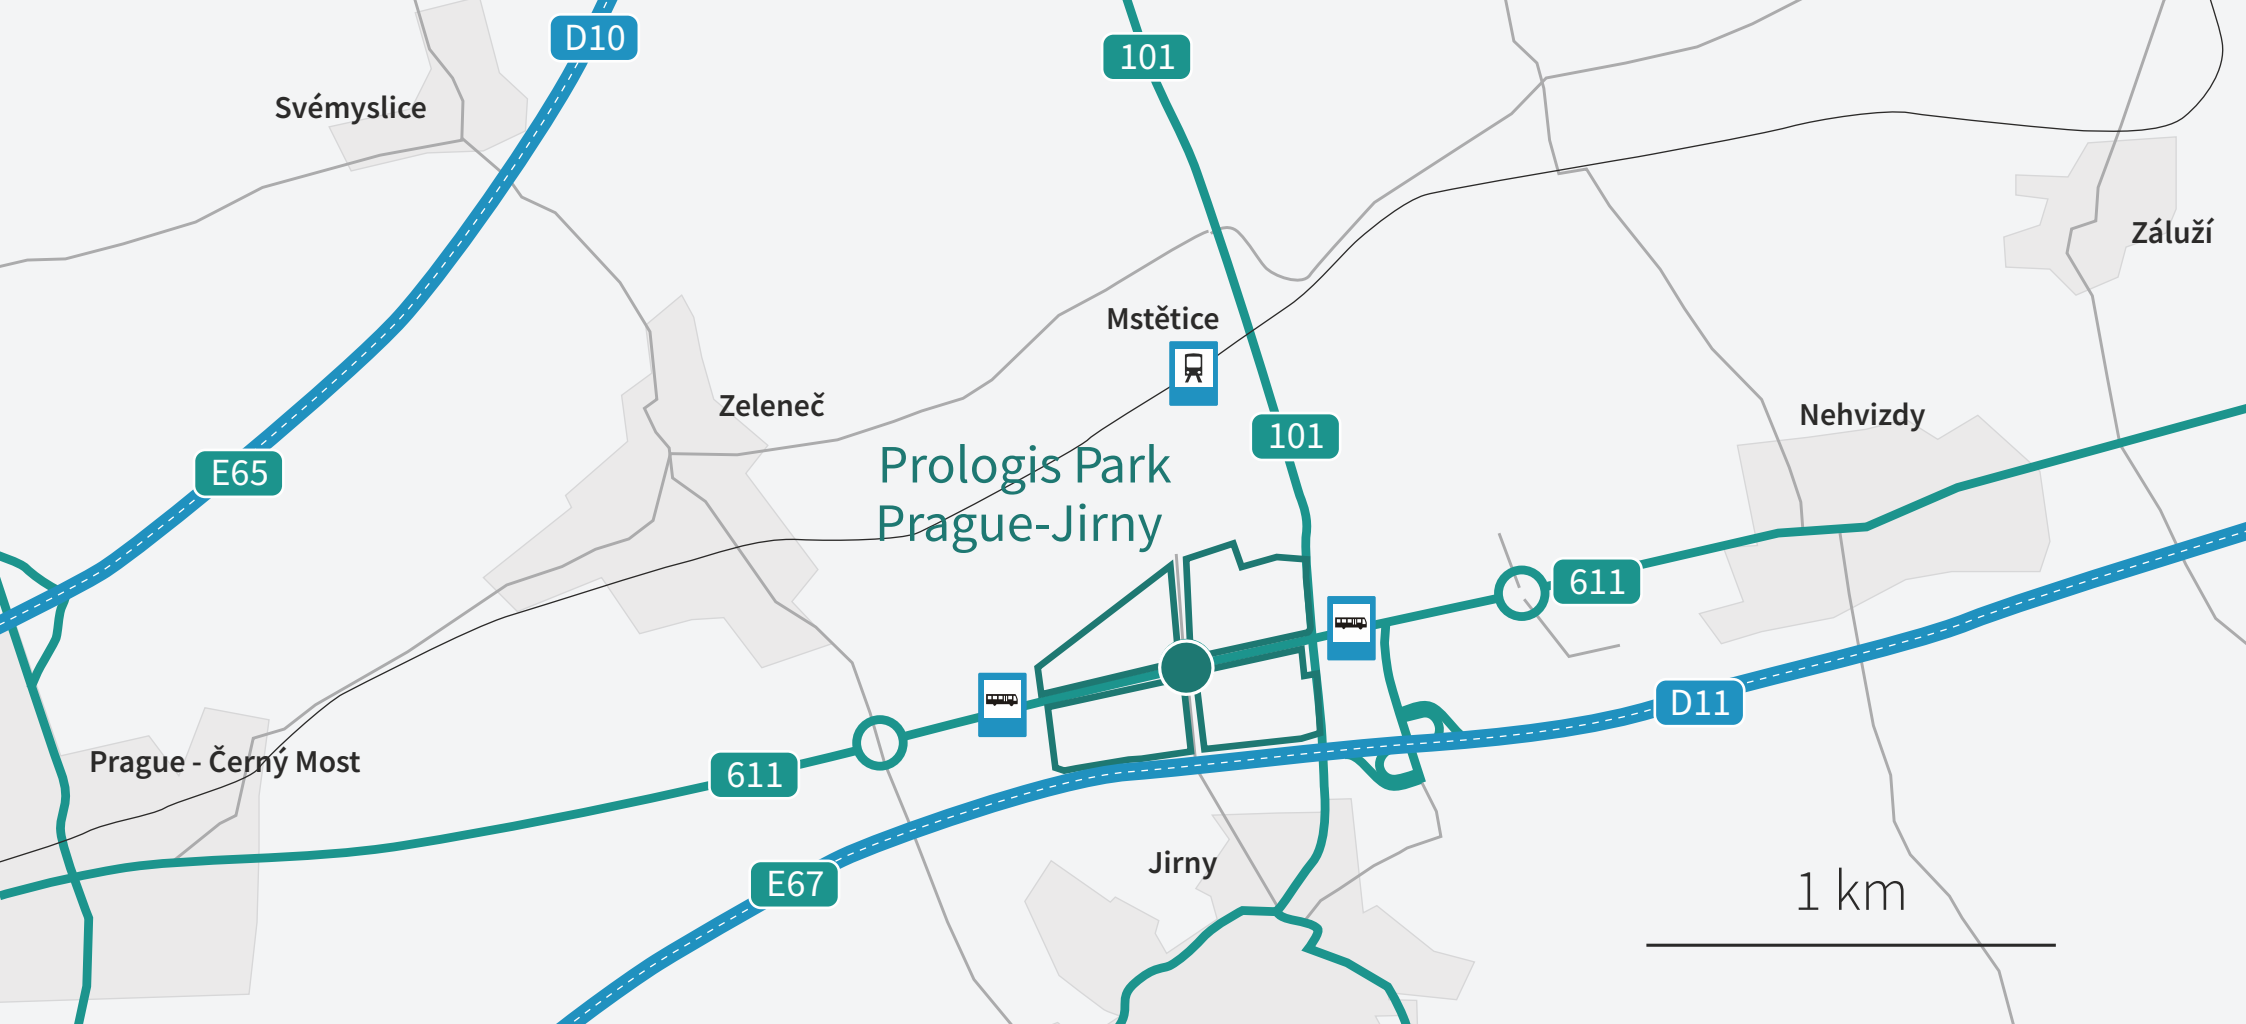 D10
101
Svémyslice
Záluží
Mstětice
Zeleneč
Nehvizdy
101
E65
Prologis Park
Prague-Jirny
611
D11
Prague - Černý Most
611
Jirny
E67
1 km